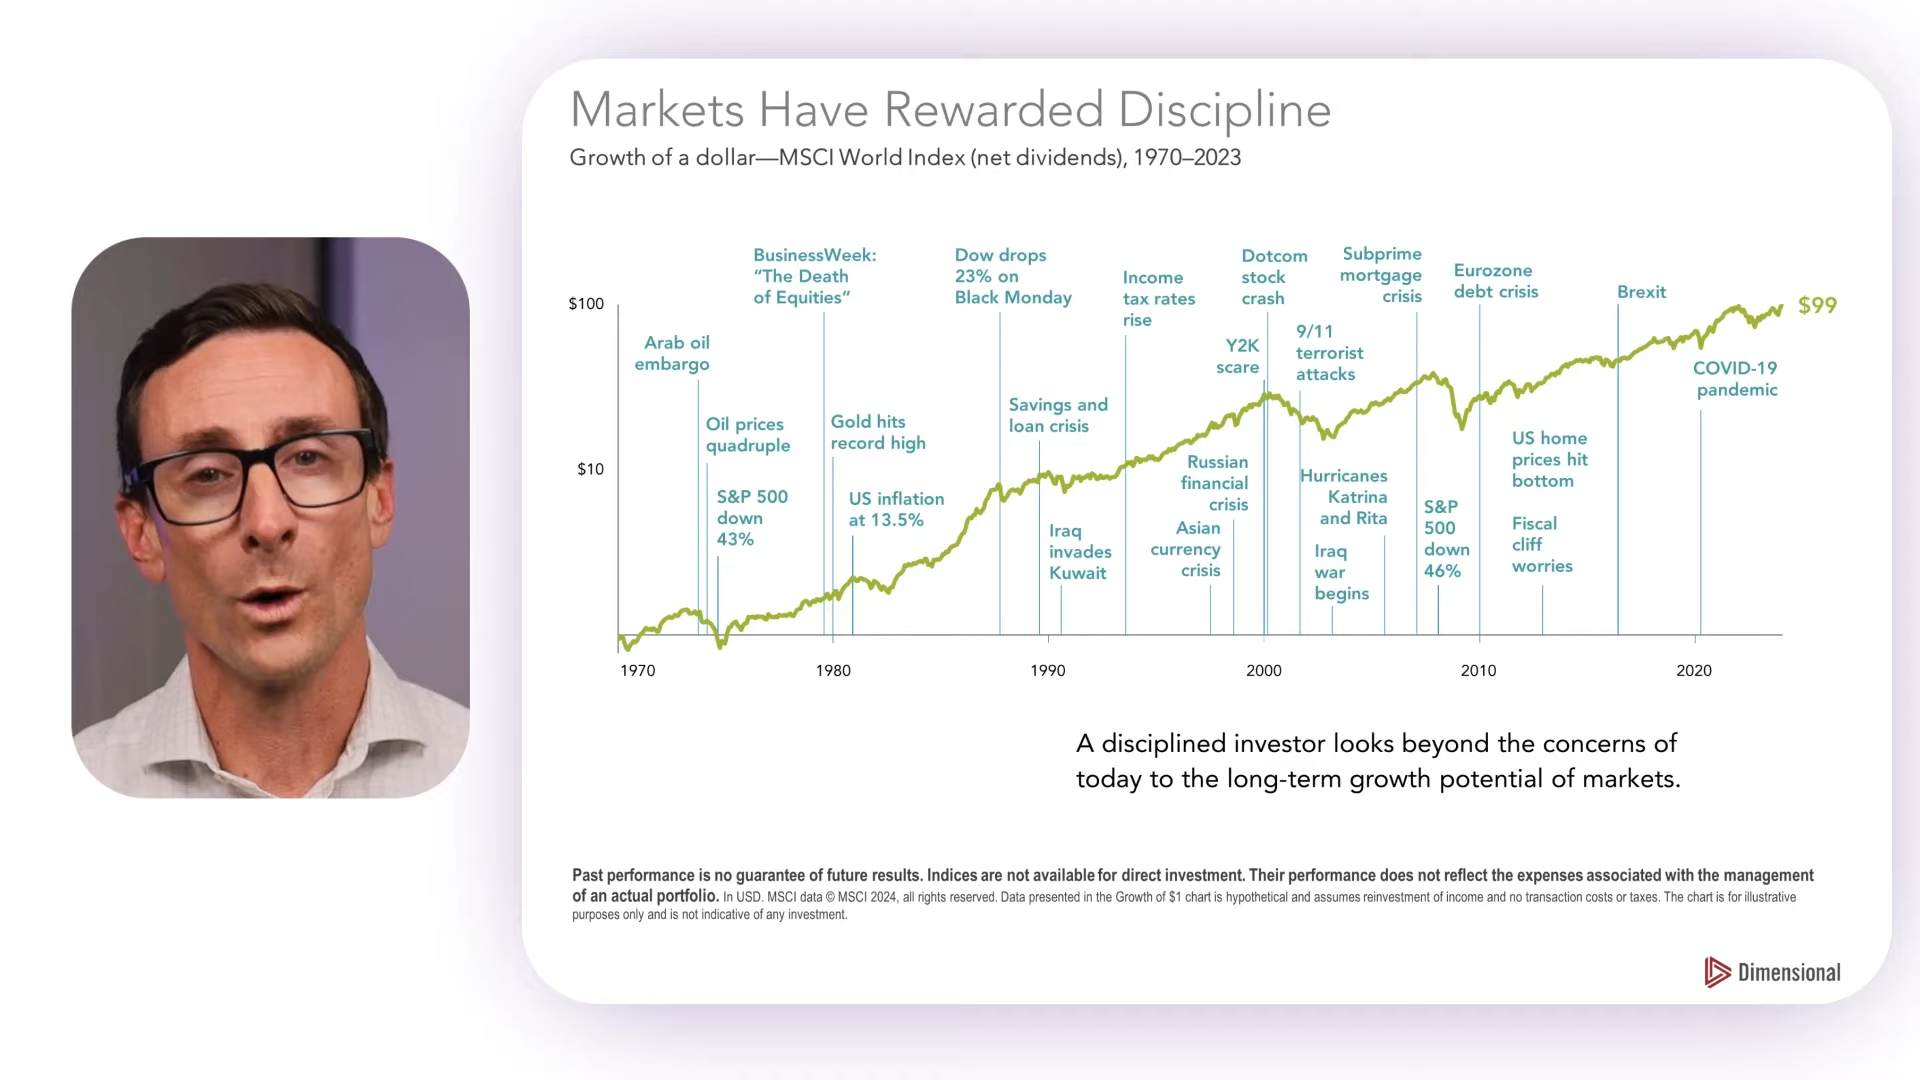 Markets Have Rewarded Discipline
Growth of a dollar—MSCI World Index (net dividends), 1970–2023
BusinessWeek:
“The Death
of Equities”
Dow drops
23% on
Black Monday
Income
tax rates
rise
Dotcom
stock
crash
Subprime
mortgage
crisis
Eurozone
debt crisis
Brexit
$100
$99
Arab oil
embargo
Y2K
scare
9/11
terrorist
attacks
COVID-19
pandemic
Oil prices
quadruple
Gold hits
record high
Savings and
loan crisis
US home
prices hit
bottom
$10
Russian
financial
crisis
Hurricanes
Katrina
and Rita
S&P 500
down
43%
US inflation
at 13.5%
Iraq
invades
Kuwait
Asian
currency
crisis
Iraq
war
begins
S&P
500
down
46%
Fiscal
cliff
worries
1970
1980
1990
2000
2010
2020
A disciplined investor looks beyond the concerns of
today to the long-term growth potential of markets.
Past performance is no guarantee of future results. Indices are not available for direct investment. Their performance does not reflect the expenses associated with the management
of an actual portfolio. In USD. MSCI data © MSCI 2024, all rights reserved. Data presented in the Growth of $1 chart is hypothetical and assumes reinvestment of income and no transaction costs or taxes. The chart is for illustrative
purposes only and is not indicative of any investment.
Dimensional